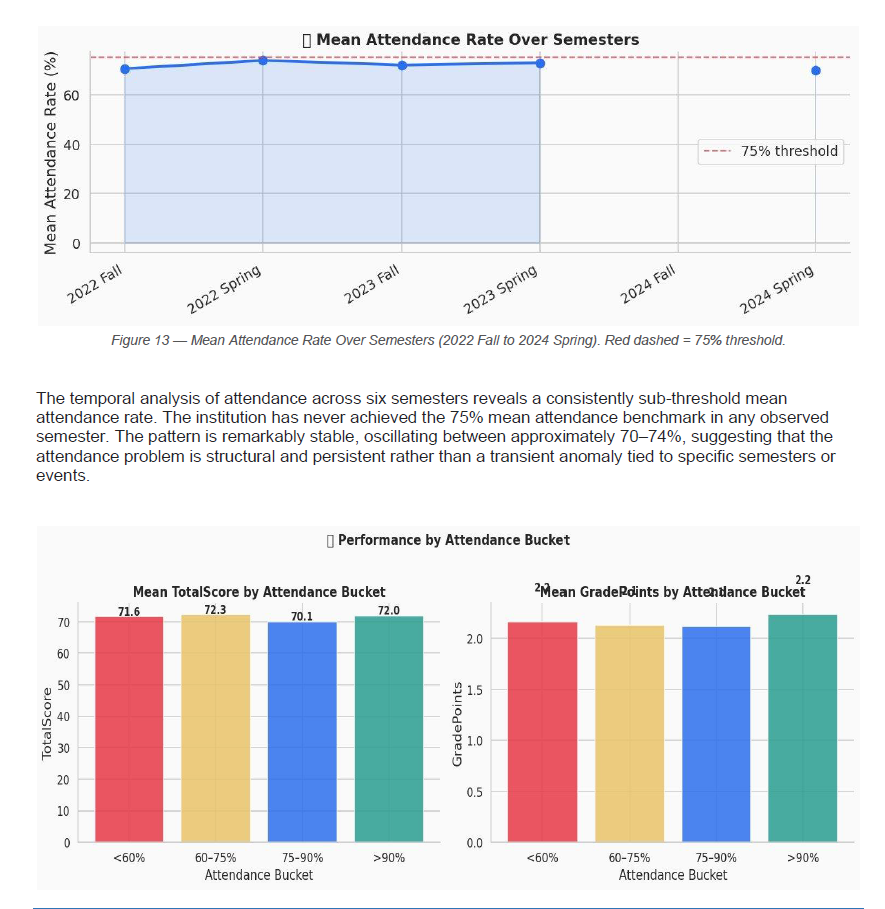 Mean Attendance Rate Over Semesters
Mean Attendance Rate (%)
60
40
20
0
75% threshold
2022 Fall
2022 Spring
2023 Fall
2023 Spring
2024 Fall
2024 Spring
Figure 13 — Mean Attendance Rate Over Semesters (2022 Fall to 2024 Spring). Red dashed = 75% threshold.
The temporal analysis of attendance across six semesters reveals a consistently sub-threshold mean
attendance rate. The institution has never achieved the 75% mean attendance benchmark in any observed
semester. The pattern is remarkably stable, oscillating between approximately 70–74%, suggesting that the
attendance problem is structural and persistent rather than a transient anomaly tied to specific semesters or
events.
Performance by Attendance Bucket
Mean TotalScore by Attendance Bucket
71.6
72.3
70.1
72.0
TotalScore
70
60
50
40
30
20
10
0
<60%
60–75%
75–90%
>90%
Attendance Bucket
Mean GradePoints by Attendance Bucket
2.2
GradePoints
2.0
1.5
1.0
0.5
0.0
<60%
60–75%
75–90%
>90%
Attendance Bucket